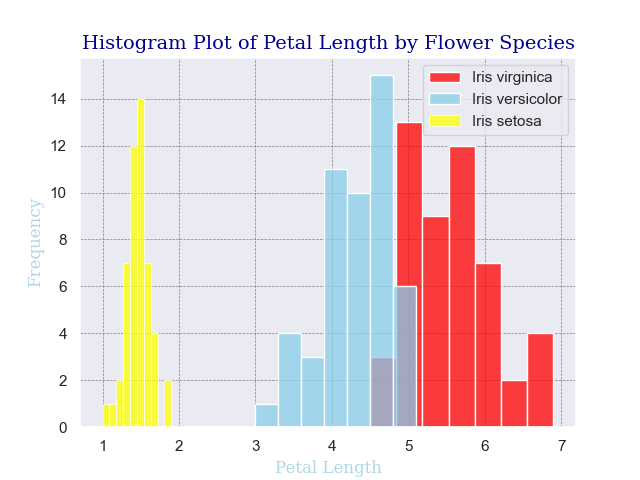 Histogram Plot of Petal Length by Flower Species
Iris virginica
Iris versicolor
Iris setosa
Frequency
14
12
10
8
6
4
2
0
1 2 3 4 5 6 7
Petal Length